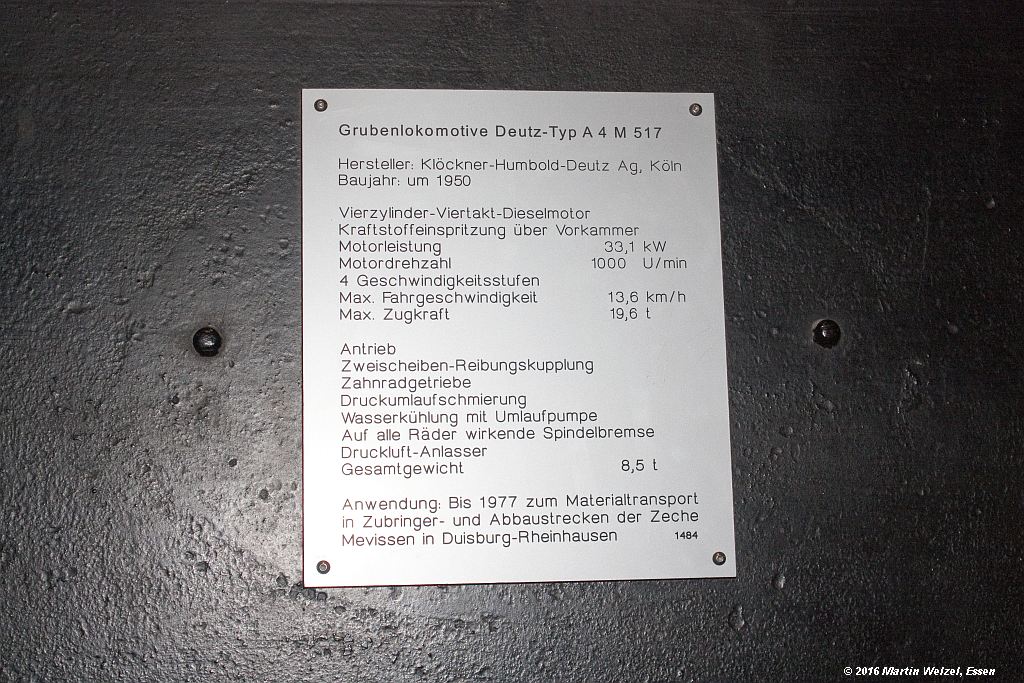 Grubenlokomotive Deutz-Typ A 4 M 517
Hersteller: Klöckner-Humbold-Deutz Ag, Köln
Baujahr: um 1950
Vierzylinder-Viertakt-Dieselmotor
Kraftstoffeinspritzung über Vorkammer
Motorleistung 33,1 kW
Motordrehzahl 1000 U/min
4 Geschwindigkeitsstufen
Max. Fahrgeschwindigkeit 13,6 km/h
Max. Zugkraft 19,6 t
Antrieb
Zweischeiben-Reibungskupplung
Zahnradgetriebe
Druckumlaufschmierung
Wasserkühlung mit Umlaufpumpe
Auf alle Räder wirkende Spindelbremse
Druckluft-Anlasser
Gesamtgewicht 8,5 t
Anwendung: Bis 1977 zum Materialtransport
in Zubringer- und Abbaustrecken der Zeche
Mevissen in Duisburg-Rheinhausen 1484
© 2016 Martin Welzel, Essen